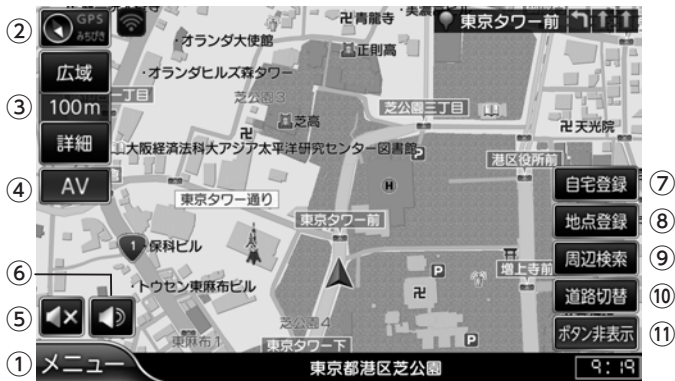 ② GPS みちびき
広域
③ 100m
詳細
④ AV
⑥
⑤
① メニュー
卍青龍寺
東京タワー前
オランダ大使館
正則高
オランダヒルズ森タワー
芝公園3
芝公園三丁目
一丁目
芝高
卍天光院
大阪経済法科大アジア太平洋研究センター図書館
P
港区役所前
H
自宅登録 ⑦
東京タワー通り
東京タワー前
地点登録 ⑧
1
保科ビル
増上寺前
周辺検索 ⑨
P
トウセン東麻布ビル
卍
道路切替 ⑩
芝公園4
P
ボタン非表示 ⑪
東麻布1
東京タワー下
東京都港区芝公園
9:19